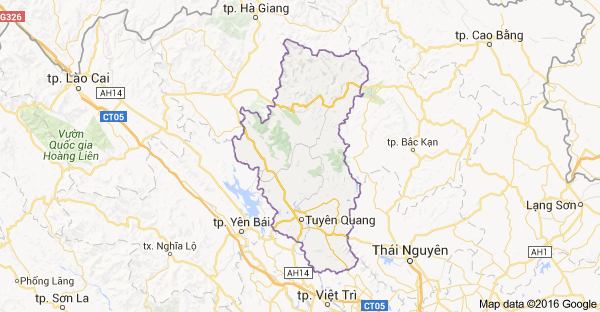 G326
tp. Hà Giang
tp. Cao Bằng
tp. Lào Cai
AH14
CT05
Vườn
Quốc gia
Hoàng Liên
tp. Bắc Kạn
Lạng Sơn
tp. Yên Bái
Tuyên Quang
tx. Nghĩa Lộ
Thái Nguyên
AH1
Phống Lăng
AH14
tp. Sơn La
tp. Việt Trì
CT05
Map data ©2016 Google